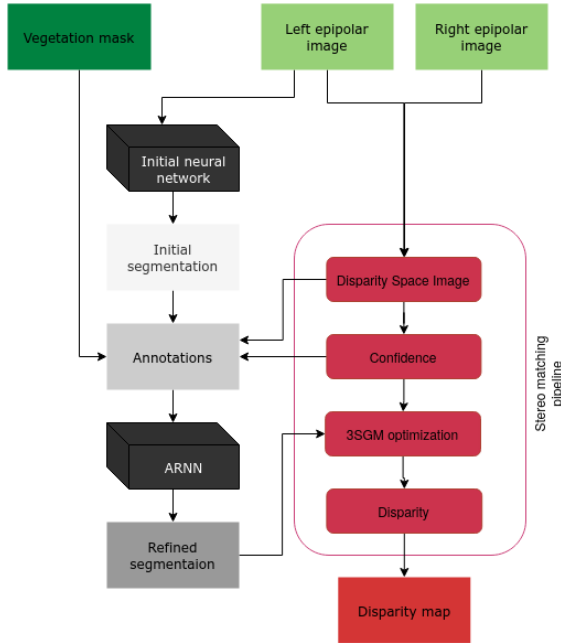 Vegetation mask
Left epipolar
image
Right epipolar
image
Initial neural
network
Initial
segmentation
Disparity Space Image
Annotations
Confidence
3SGM optimization
ARNN
Disparity
Refined
segmentaion
Disparity map
Stereo matching
pipeline